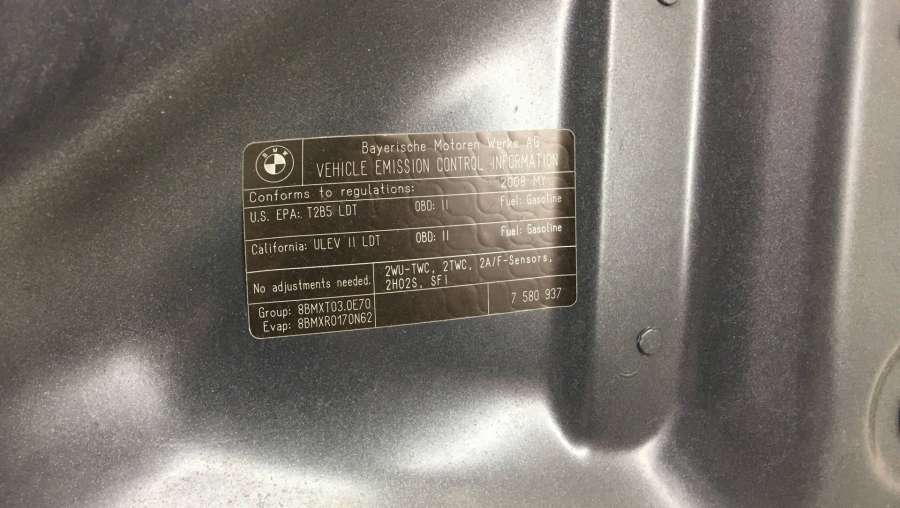 BMW
Bayerische Motoren Werke AG
VEHICLE EMISSION CONTROL INFORMATION
Conforms to regulations: 2008 MY
U.S. EPA: T2B5 LDT OBD: II Fuel: Gasoline
California: ULEV II LDT OBD: II Fuel: Gasoline
No adjustments needed. 2WU-TWC, 2TWC, 2A/F-Sensors,
2HO2S, SFI
Group: 8BMXT03.0E70 7 580 937
Evap: 8BMXR0170N62